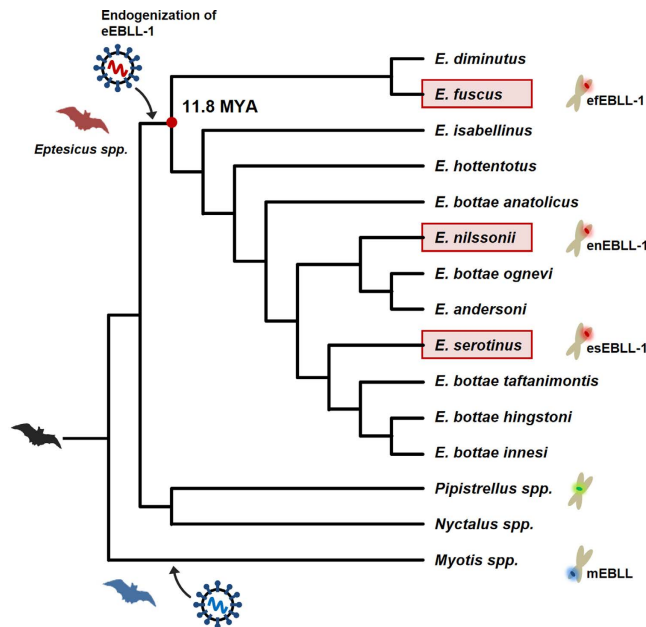 Endogenization of
eEBLL-1
11.8 MYA
Eptesicus spp.
E. diminutus
E. fuscus
efEBLL-1
E. isabellinus
E. hottentotus
E. bottae anatolicus
E. nilssonii
enEBLL-1
E. bottae ognevi
E. andersoni
E. serotinus
esEBLL-1
E. bottae taftanimontis
E. bottae hingstoni
E. bottae innesi
Pipistrellus spp.
Nyctalus spp.
Myotis spp.
mEBLL